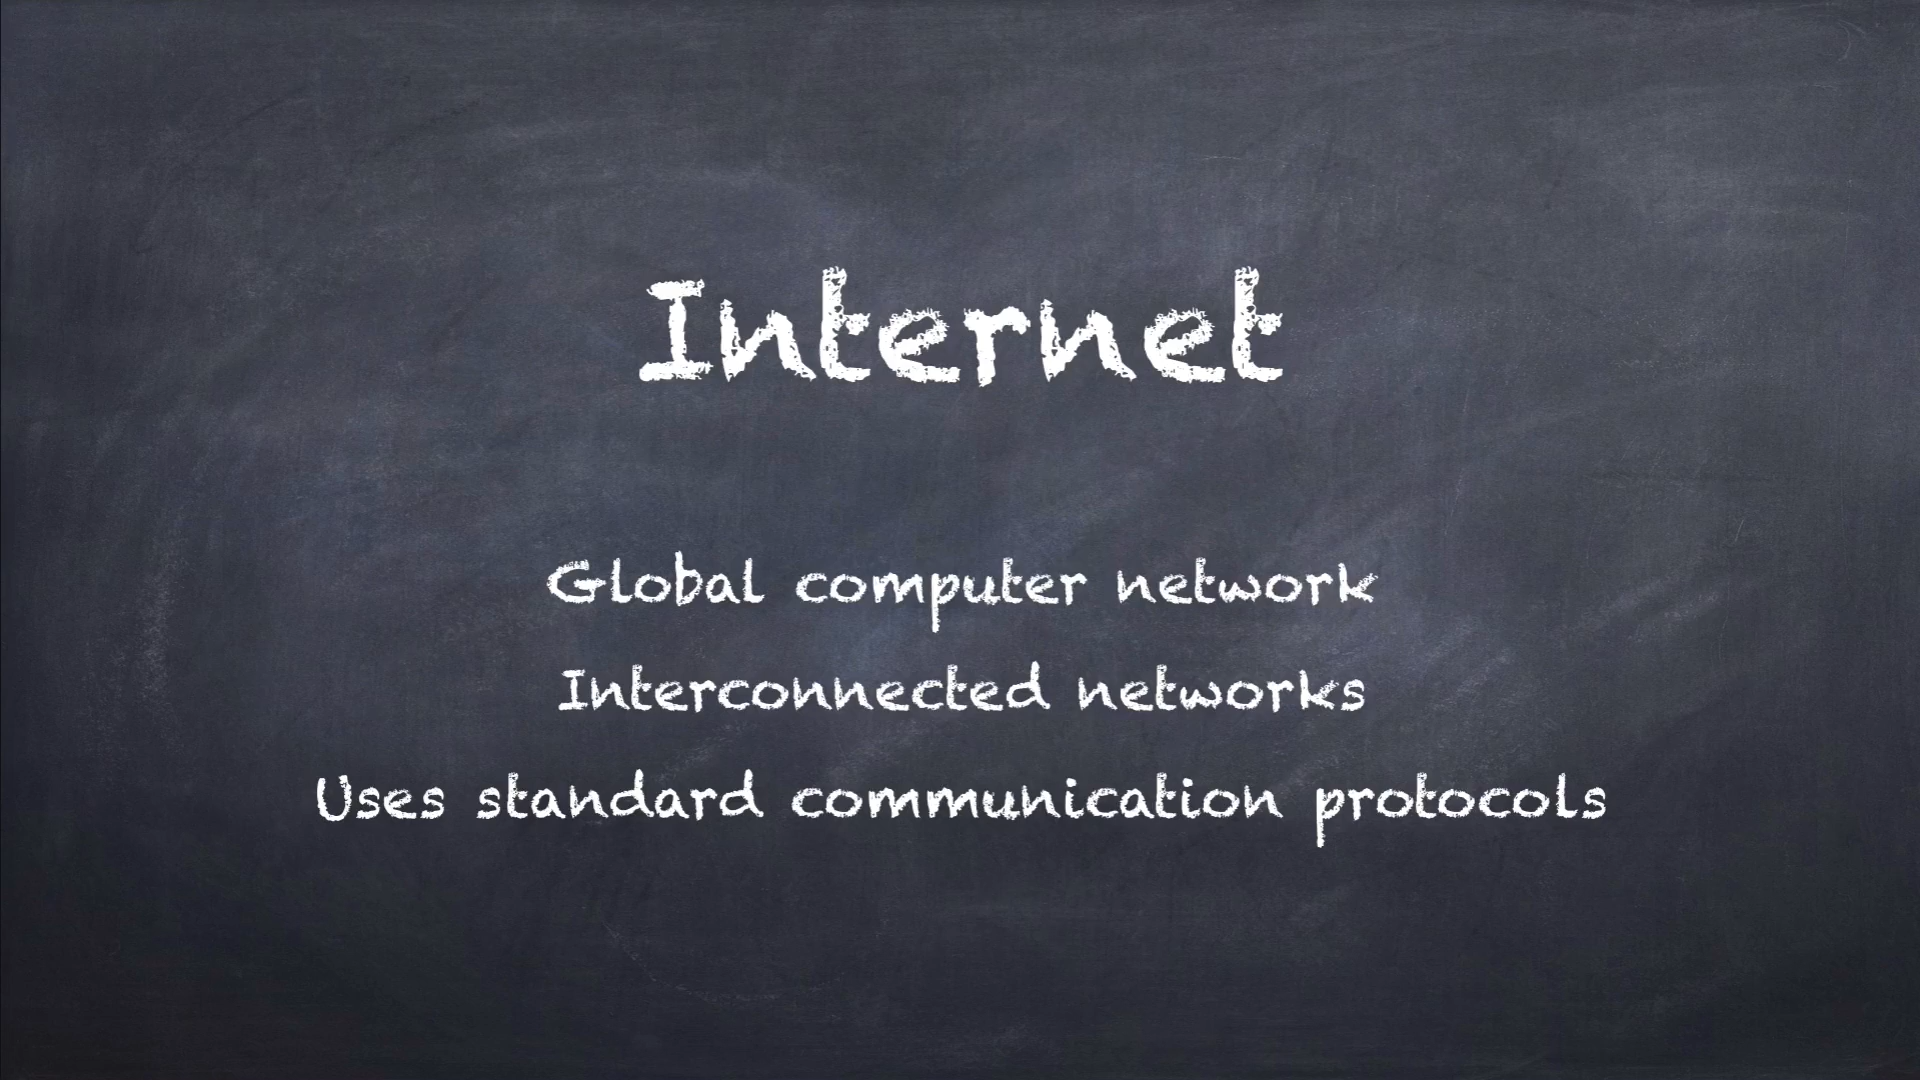 Internet
Global computer network
Interconnected networks
Uses standard communication protocols